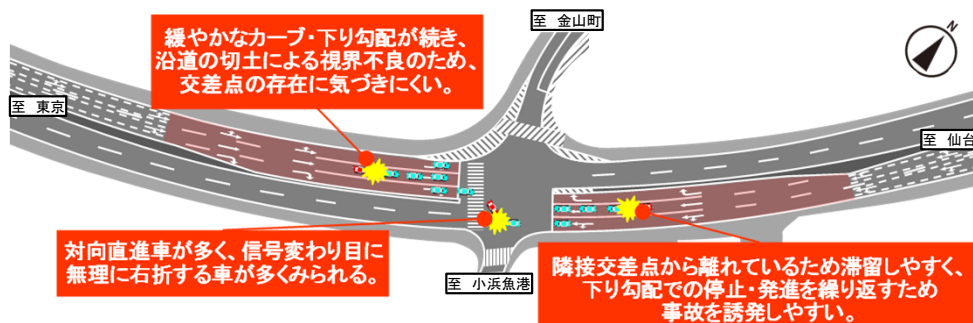 至 金山町
N
緩やかなカーブ・下り勾配が続き、
沿道の切土による視界不良のため、
交差点の存在に気づきにくい。
至 東京
至 仙台
対向直進車が多く、信号変わり目に
無理に右折する車が多くみられる。
隣接交差点から離れているため滞留しやすく、
下り勾配での停止・発進を繰り返すため
事故を誘発しやすい。
至 小浜魚港